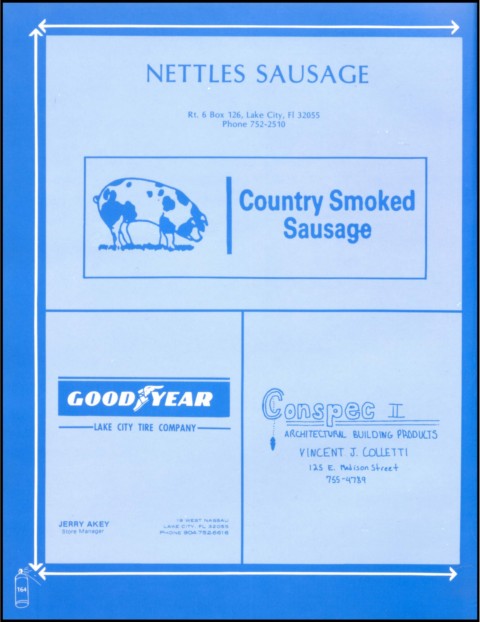 NETTLES SAUSAGE
Rt. 6 Box 126, Lake City, Fl 32055
Phone 752-2510
Country Smoked
Sausage
GOODYEAR
LAKE CITY TIRE COMPANY
JERRY AKEY
Store Manager
19 WEST NASSAU
LAKE CITY, FL 32055
PHONE 904-752-6618
Conspec II
ARCHITECTURAL BUILDING PRODUCTS
VINCENT J. COLLETTI
125 E. Madison Street
755-9739
164